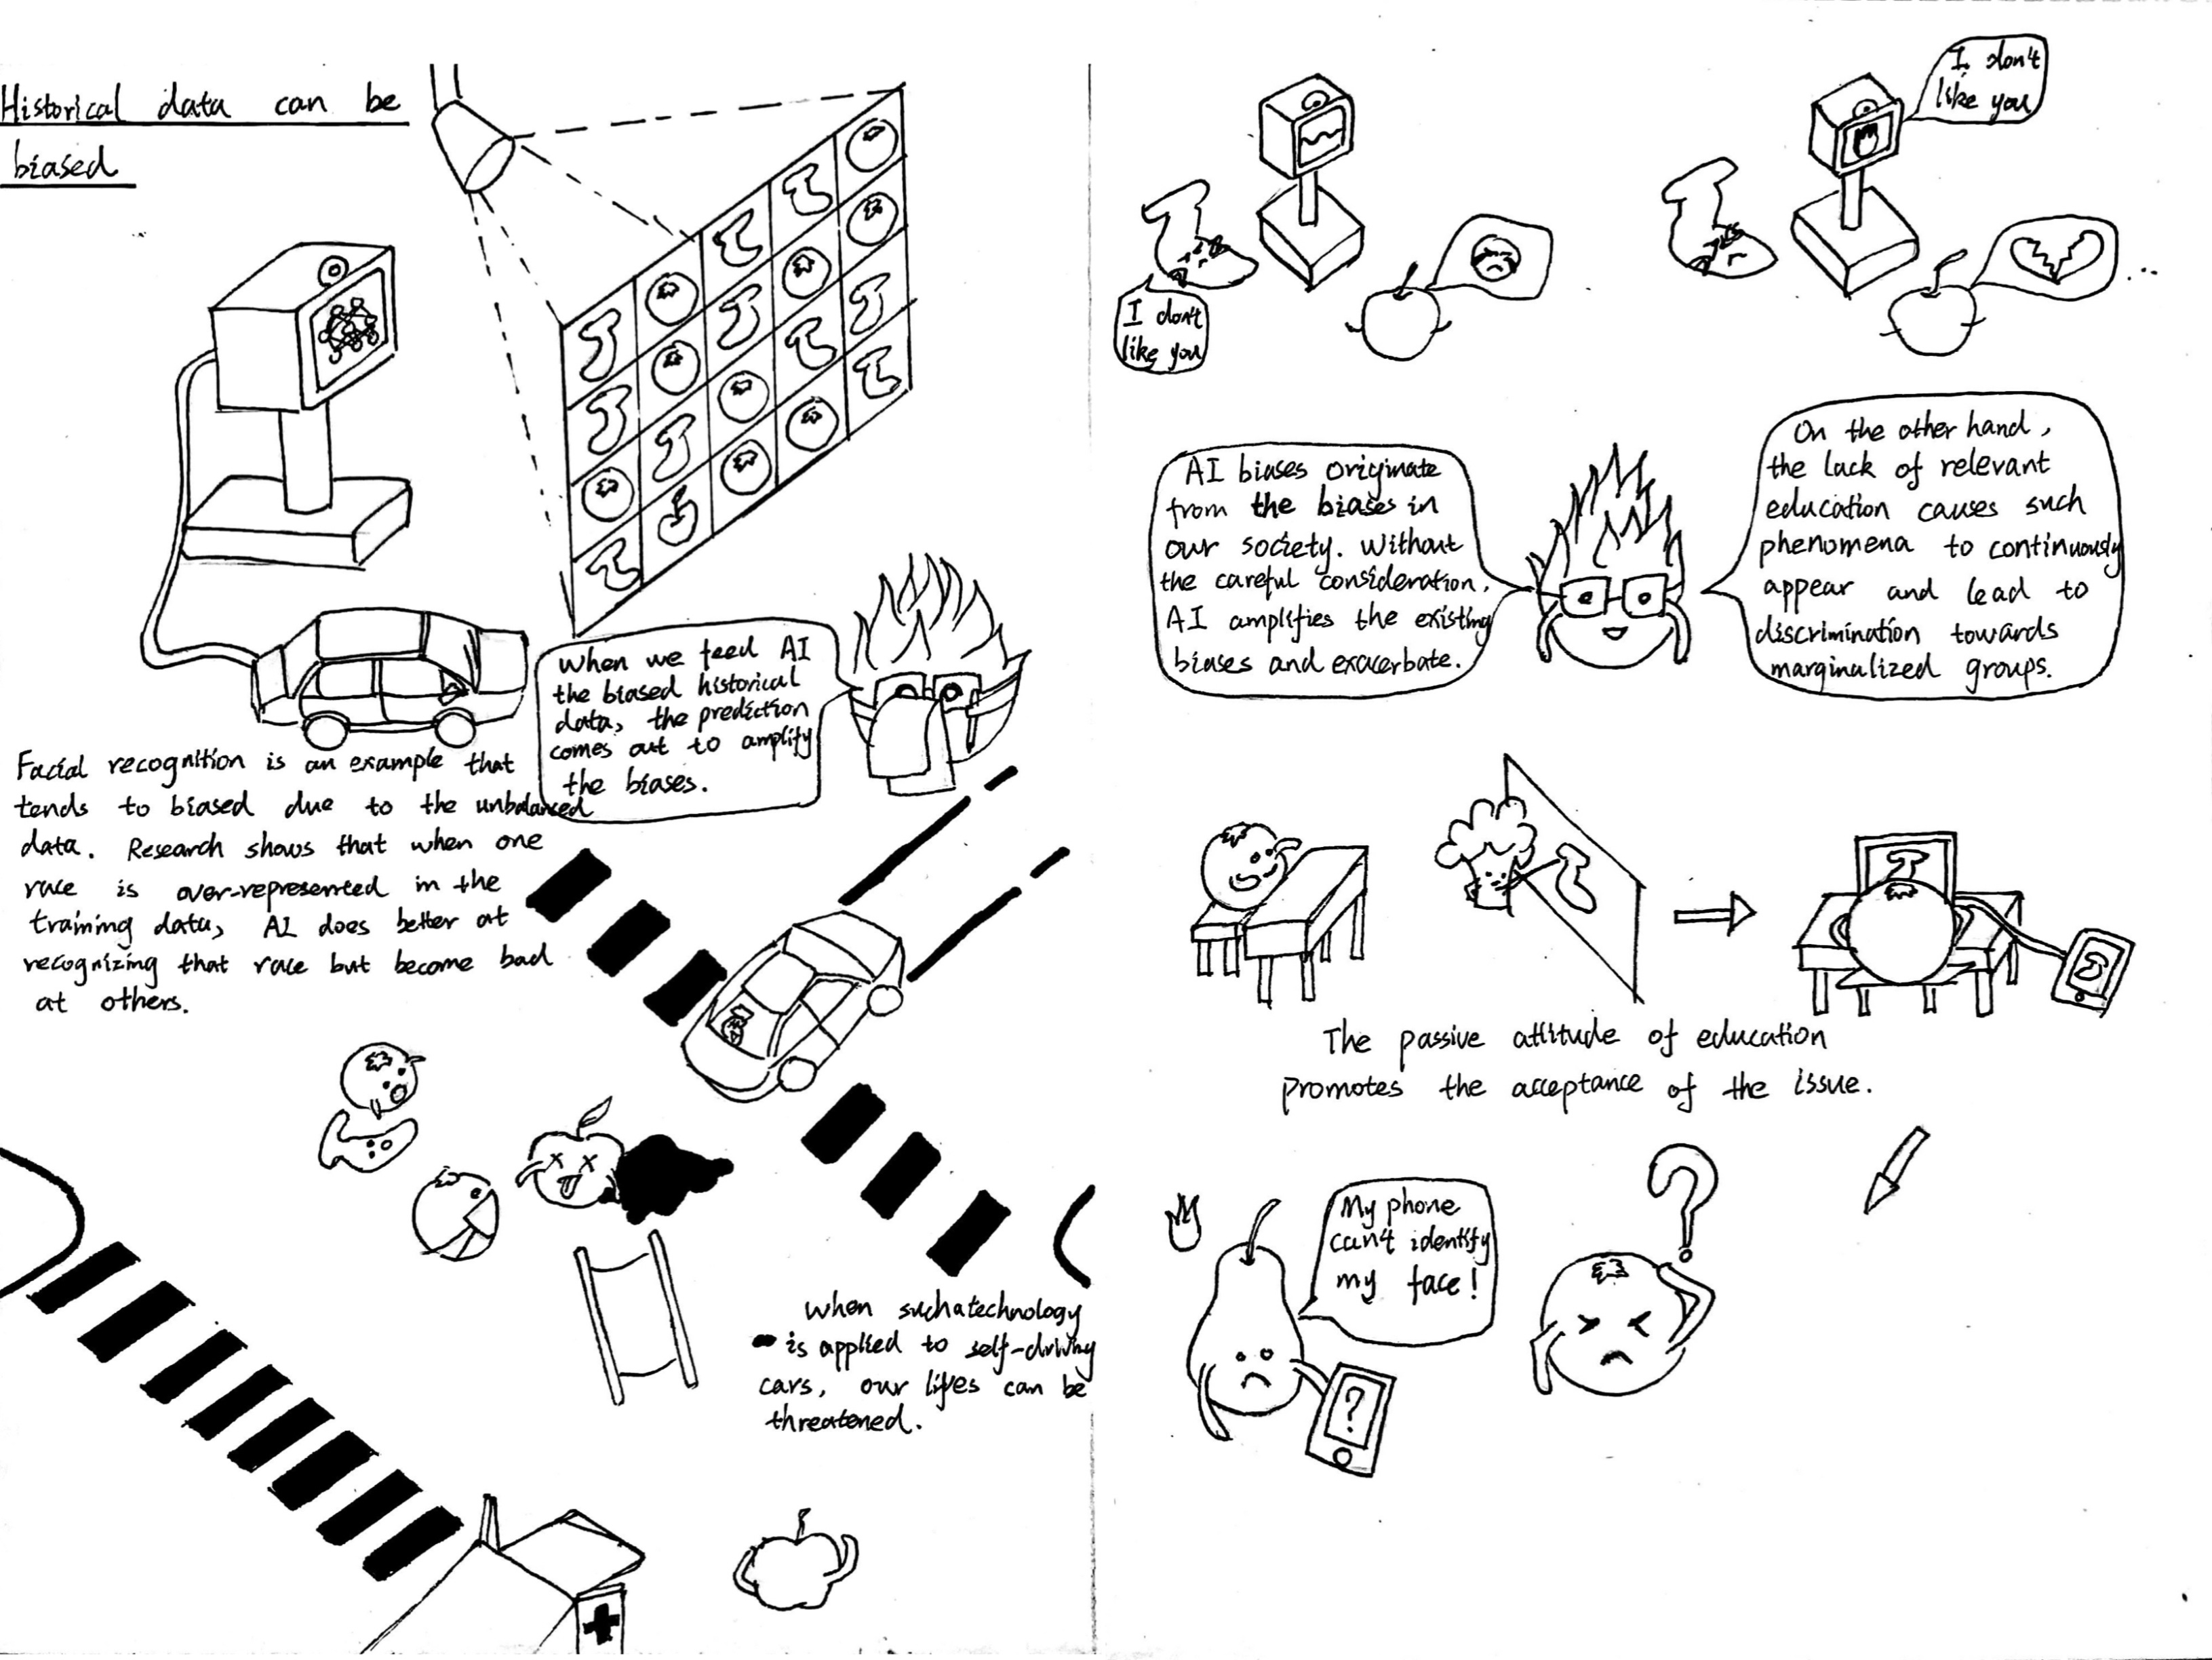 Historical data can be
biased
When we feed AI
the biased historical
data, the prediction
comes out to amplify
the biases.
Facial recognition is an example that
tends to biased due to the unbalanced
data. Research shows that when one
race is over-represented in the
training data, AI does better at
recognizing that race but become bad
at others.
When such a technology
is applied to self-driving
cars, our lifes can be
threatened.
I don't
like you
I don't
like you
AI biases originate
from the biases in
our society. Without
the careful consideration,
AI amplifies the existing
biases and exacerbate.
On the other hand,
the lack of relevant
education causes such
phenomena to continuously
appear and lead to
discrimination towards
marginalized groups.
The passive attitude of education
promotes the acceptance of the issue.
My phone
can't identify
my face!
?
?